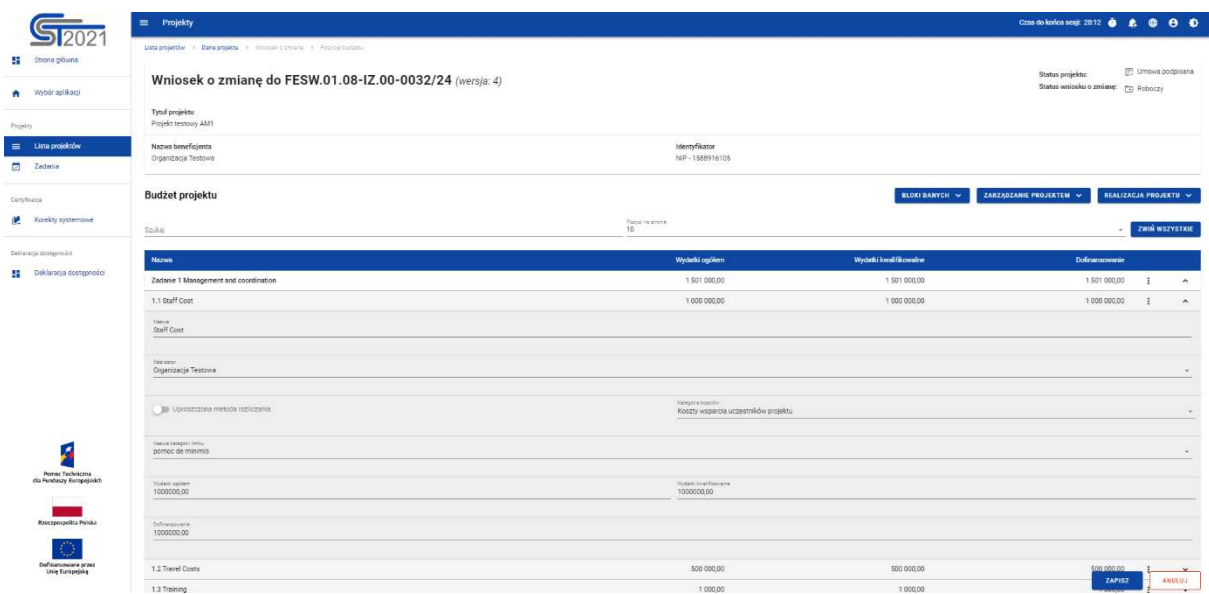 CST2021
Projekty
Czas do końca sesji: 28:12
Strona główna
Wybór aplikacji
Projekty
Lista projektów
Zadania
Certyfikacja
Korekty systemowe
Deklaracja dostępności
Deklaracja dostępności
Pomoc Techniczna
dla Funduszy Europejskich
Rzeczpospolita Polska
Dofinansowane przez
Unię Europejską
Lista projektów > Dane projektu > Wniosek o zmianę > Pozycje budżetu
Wniosek o zmianę do FESW.01.08-IZ.00-0032/24 (wersja: 4)
Status projektu: Umowa podpisana
Status wniosku o zmianę: Roboczy
Tytuł projektu
Projekt testowy AM1
Nazwa beneficjenta Identyfikator
Organizacja Testowa NIP - 1588916105
Budżet projektu BLOKI DANYCH ZARZĄDZANIE PROJEKTEM REALIZACJA PROJEKTU
Pozycji na stronie
Szukaj 10 ZWIŃ WSZYSTKIE
Nazwa Wydatki ogółem Wydatki kwalifikowalne Dofinansowanie
Zadanie 1 Management and coordination 1 501 000,00 1 501 000,00 1 501 000,00
1.1 Staff Cost 1 000 000,00 1 000 000,00 1 000 000,00
Nazwa
Staff Cost
Realizator
Organizacja Testowa
Uproszczona metoda rozliczania
Kategoria kosztów
Koszty wsparcia uczestników projektu
Nazwa kategorii limitu
pomoc de minimis
Wydatki ogółem Wydatki kwalifikowalne
1000000,00 1000000,00
Dofinansowanie
1000000,00
1.2 Travel Costs 500 000,00 500 000,00 500 000,00
ZAPISZ ANULUJ
1.3 Training 1 000,00 1 000,00